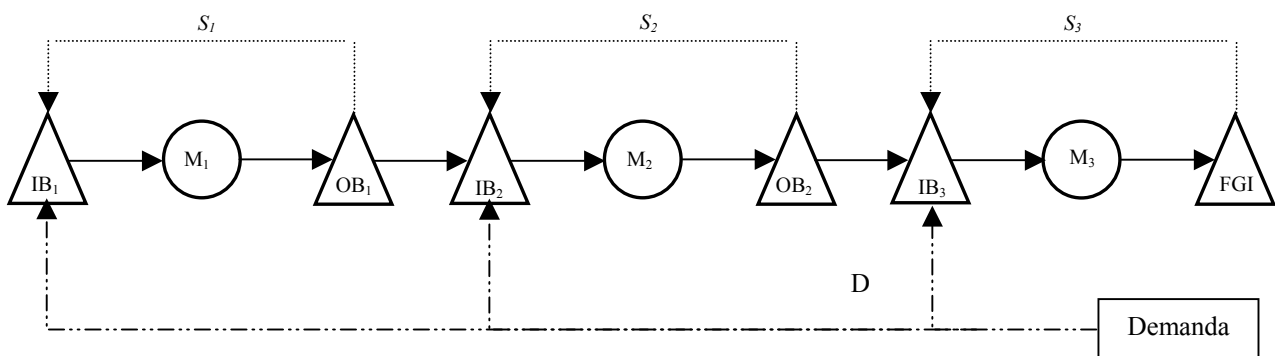 S₁ S₂ S₃
M₁ M₂ M₃
IB₁ OB₁ IB₂ OB₂ IB₃ FGI
D
Demanda